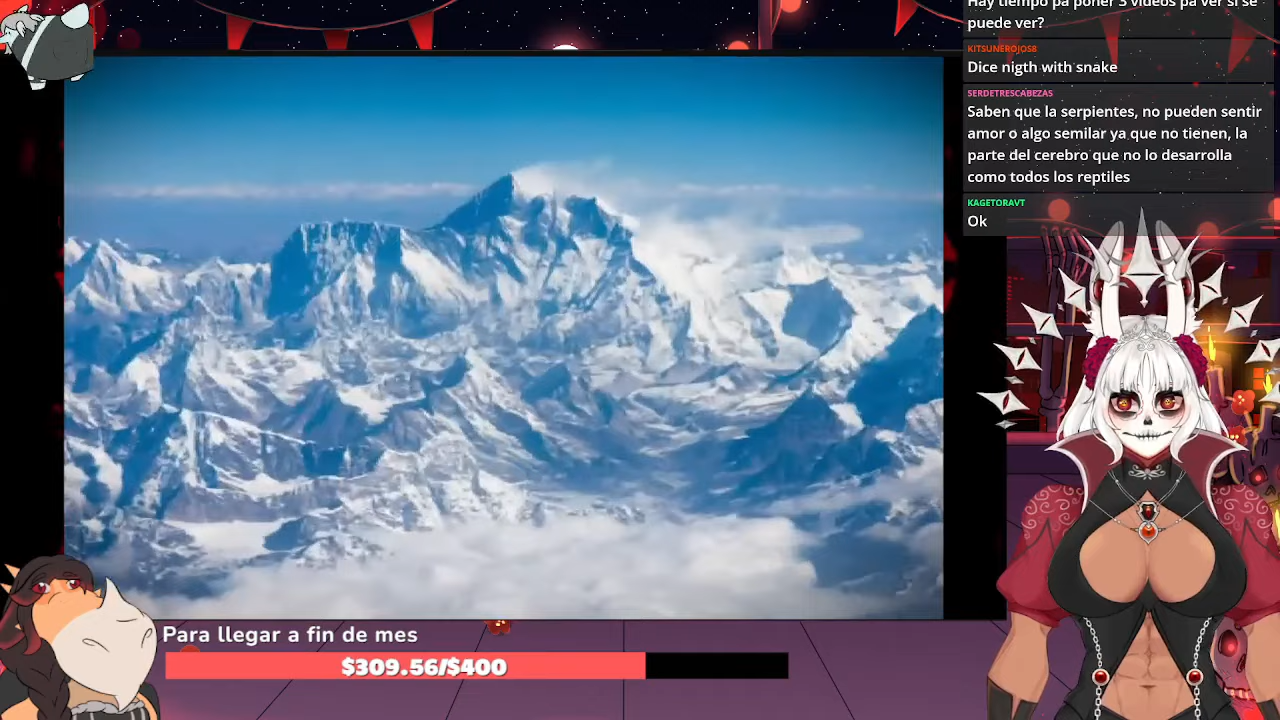 Hay tiempo pa poner 3 videos pa ver si se
puede ver?
KITSUNEROJO58
Dice nigth with snake
SERDETRESCABEZAS
Saben que la serpientes, no pueden sentir
amor o algo semilar ya que no tienen, la
parte del cerebro que no lo desarrolla
como todos los reptiles
KAGETORAVT
Ok
Para llegar a fin de mes
$309.56/$400